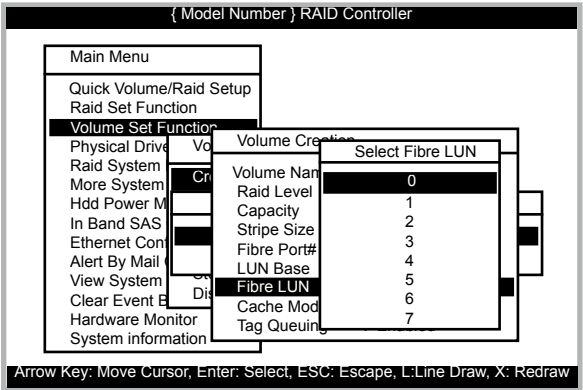 { Model Number } RAID Controller
Main Menu
Quick Volume/Raid Setup
Raid Set Function
Volume Set Function
Physical Drive
Raid System
More System
Hdd Power M
In Band SAS
Ethernet Conf
Alert By Mail
View System
Clear Event B
Hardware Monitor
System information
Vo
Cre
Dis
Volume Creation
Volume Nam
Raid Level
Capacity
Stripe Size
Fibre Port#
LUN Base
Fibre LUN
Cache Mod
Tag Queuing
Enabled
Select Fibre LUN
0
1
2
3
4
5
6
7
Arrow Key: Move Cursor, Enter: Select, ESC: Escape, L:Line Draw, X: Redraw